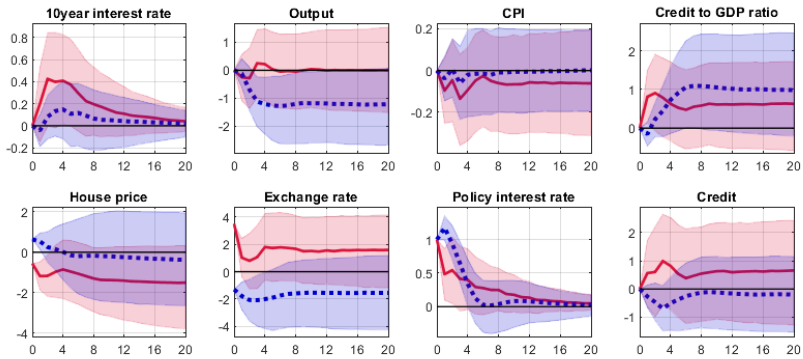 10year interest rate
Output
CPI
Credit to GDP ratio
0.8
0.6
0.4
0.2
0
-0.2
0 4 8 12 16 20
1
0
-1
-2
0 4 8 12 16 20
0.2
0
-0.2
0 4 8 12 16 20
2
1
0
0 4 8 12 16 20
House price
Exchange rate
Policy interest rate
Credit
2
0
-2
-4
0 4 8 12 16 20
4
2
0
-2
-4
0 4 8 12 16 20
1.5
1
0.5
0
0 4 8 12 16 20
2
1
0
-1
0 4 8 12 16 20